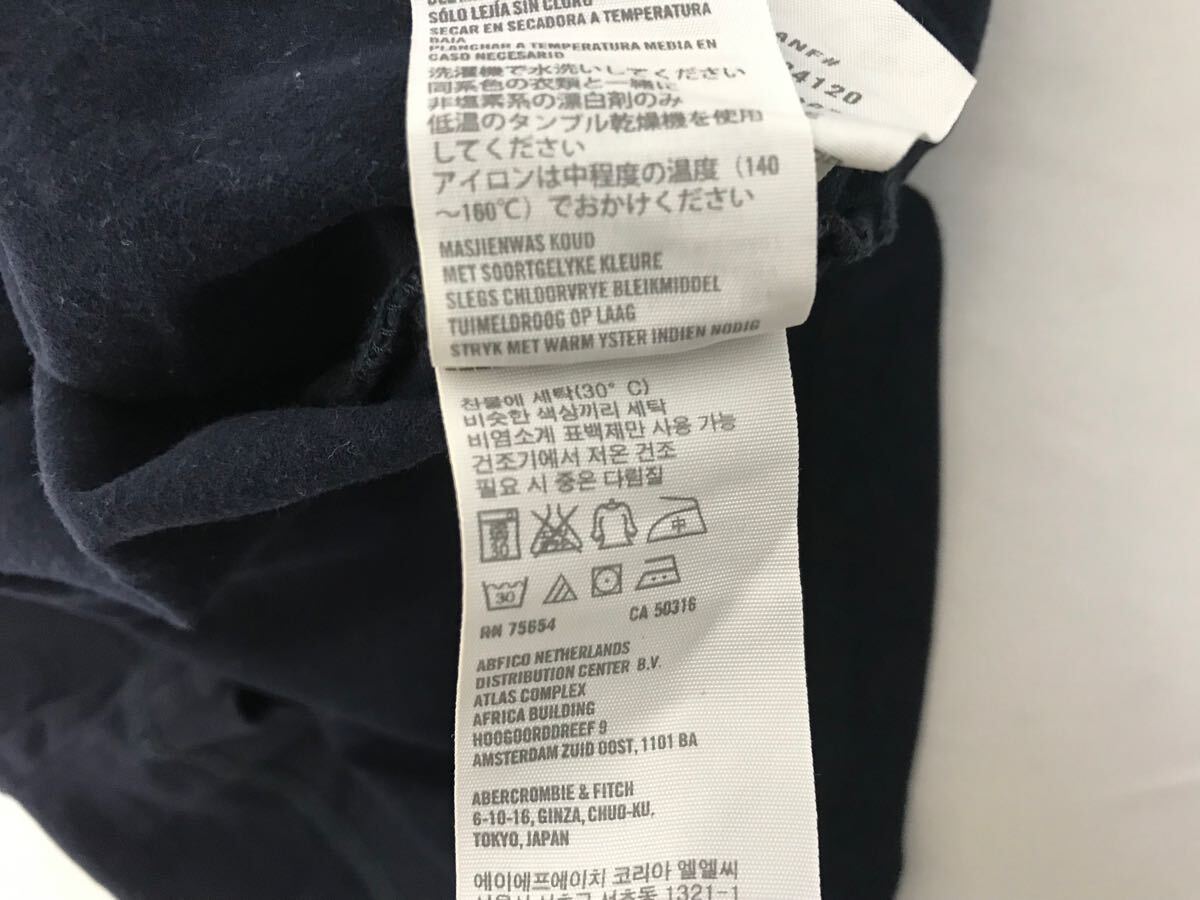 SÓLO LEJÍA SIN CLORO
SECAR EN SECADORA A TEMPERATURA
BAJA
PLANCHAR A TEMPERATURA MEDIA EN
CASO NECESARIO
洗濯機で水洗いしてください
同系色の衣類と一緒に
非塩素系の漂白剤のみ
低温のタンブル乾燥機を使用
してください
アイロンは中程度の温度（140
～160℃）でおかけください
MASJIENWAS KOUD
MET SOORTGELYKE KLEURE
SLEGS CHLOORVRYE BLEIKMIDDEL
TUIMELDROOG OP LAAG
STRYK MET WARM YSTER INDIEN NODIG
찬물에 세탁(30° C)
비슷한 색상끼리 세탁
비염소계 표백제만 사용 가능
건조기에서 저온 건조
필요 시 중온 다림질
30
中
30
RN 75654 CA 50316
ABFICO NETHERLANDS
DISTRIBUTION CENTER B.V.
ATLAS COMPLEX
AFRICA BUILDING
HOOGOORDDREEF 9
AMSTERDAM ZUID OOST, 1101 BA
ABERCROMBIE & FITCH
6-10-16, GINZA, CHUO-KU,
TOKYO, JAPAN
에이에프에이치 코리아 엘엘씨
서초동 1321-1
ANF#
4120